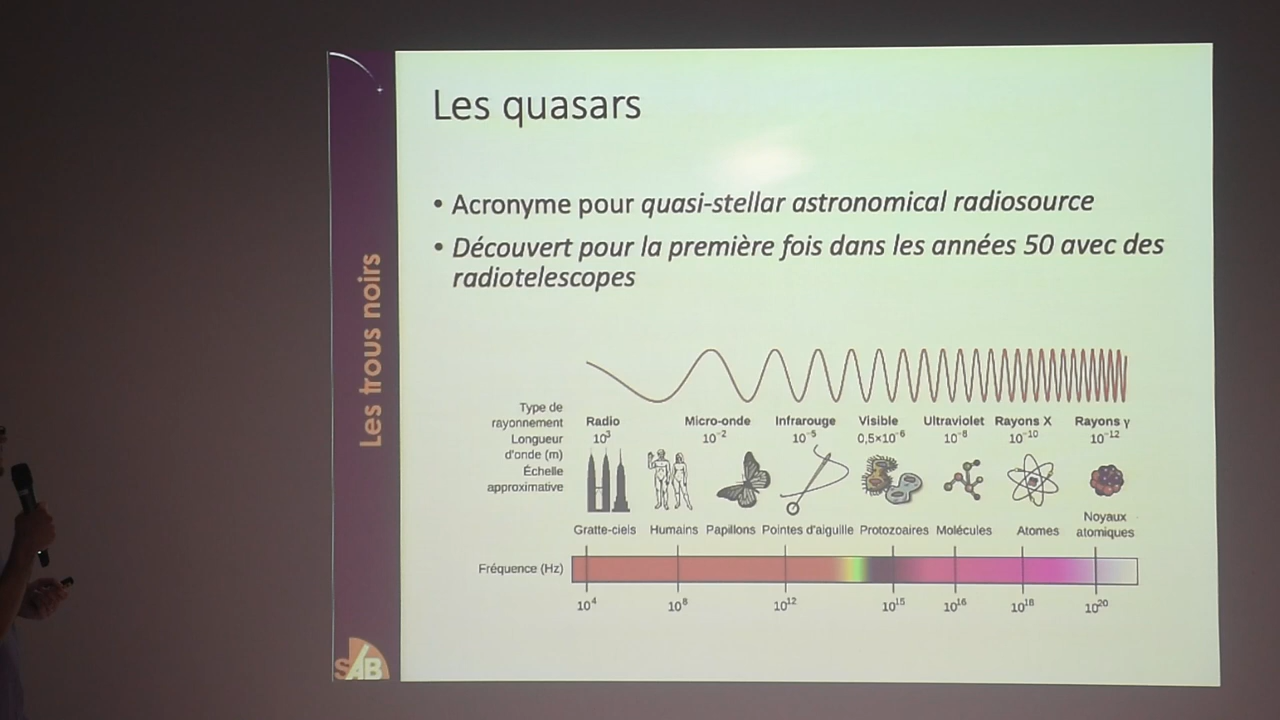 Les quasars
• Acronyme pour quasi-stellar astronomical radiosource
• Découvert pour la première fois dans les années 50 avec des
radiotelescopes
Les trous noirs
Type de
rayonnement
Radio Micro-onde Infrarouge Visible Ultraviolet Rayons X Rayons γ
Longueur
d'onde (m)
10³ 10⁻² 10⁻⁵ 0,5×10⁻⁶ 10⁻⁸ 10⁻¹⁰ 10⁻¹²
Échelle
approximative
Gratte-ciels Humains Papillons Pointes d'aiguille Protozoaires Molécules Atomes Noyaux
atomiques
Fréquence (Hz)
10⁴ 10⁸ 10¹² 10¹⁵ 10¹⁶ 10¹⁸ 10²⁰
SAB